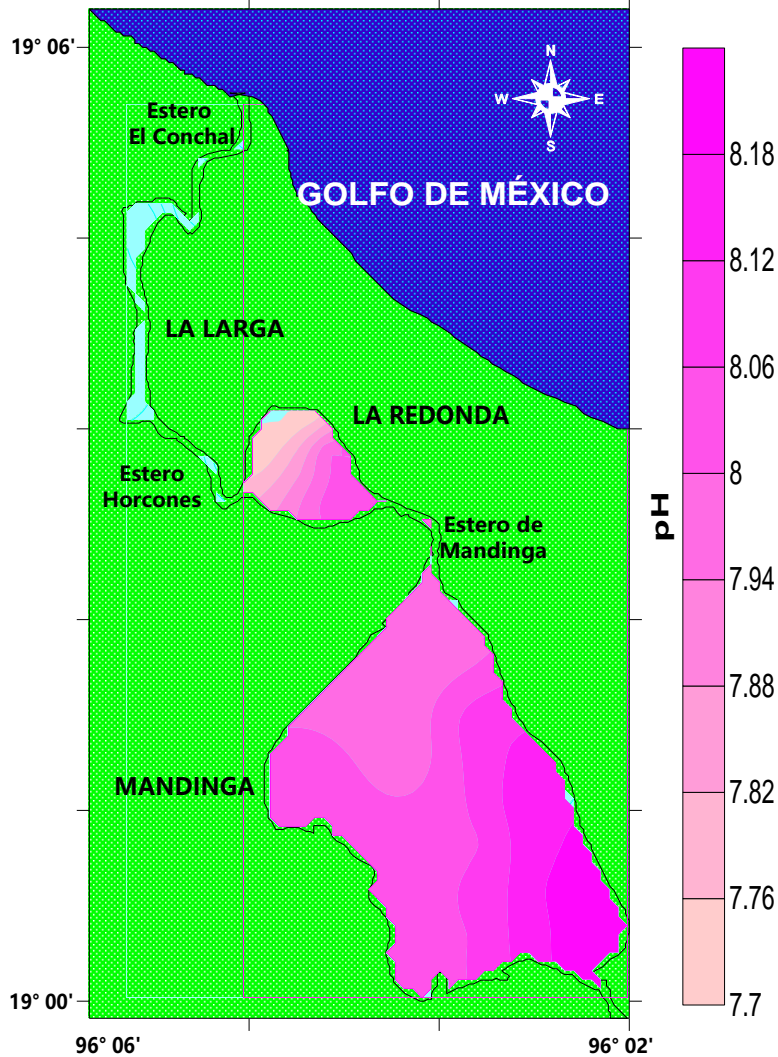 19° 06'
N
W
E
S
Estero
El Conchal
GOLFO DE MÉXICO
LA LARGA
LA REDONDA
Estero
Horcones
Estero de
Mandinga
MANDINGA
19° 00'
96° 06'
96° 02'
pH
8.18
8.12
8.06
8
7.94
7.88
7.82
7.76
7.7